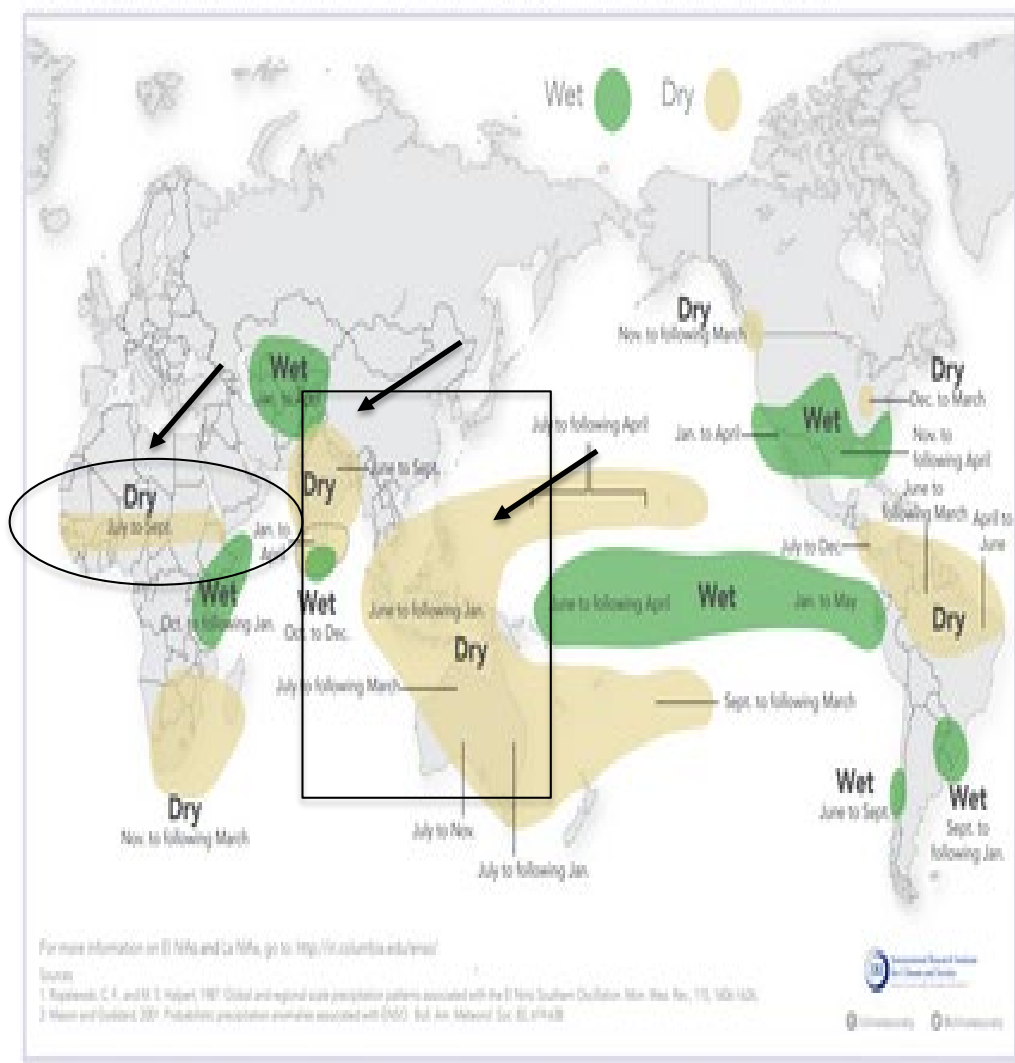 Wet
Dry
Dry
Nov. to following March
Wet
Jan. to April
Dry
Dec. to March
July to following April
Jan. to April
Wet
Nov. to
following April
Dry
June to Sept.
Dry
July to Sept.
Jan. to
April
June to
following March
April to
June
July to Dec.
Wet
Oct. to following Jan.
Wet
Oct. to Dec.
June to following Jan.
Dry
June to following April
Wet
Jan. to May
Dry
July to following March
Sept. to following March
Dry
Nov. to following March
July to Nov.
July to following Jan.
Wet
June to Sept.
Wet
Sept. to
following Jan.
For more information on El Niño and La Niña, go to:
Sources: